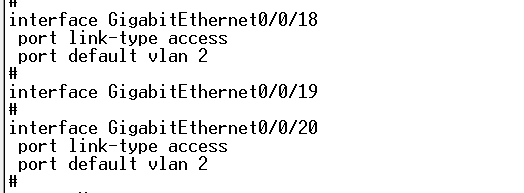 #
interface GigabitEthernet0/0/18
 port link-type access
 port default vlan 2
#
interface GigabitEthernet0/0/19
#
interface GigabitEthernet0/0/20
 port link-type access
 port default vlan 2
#